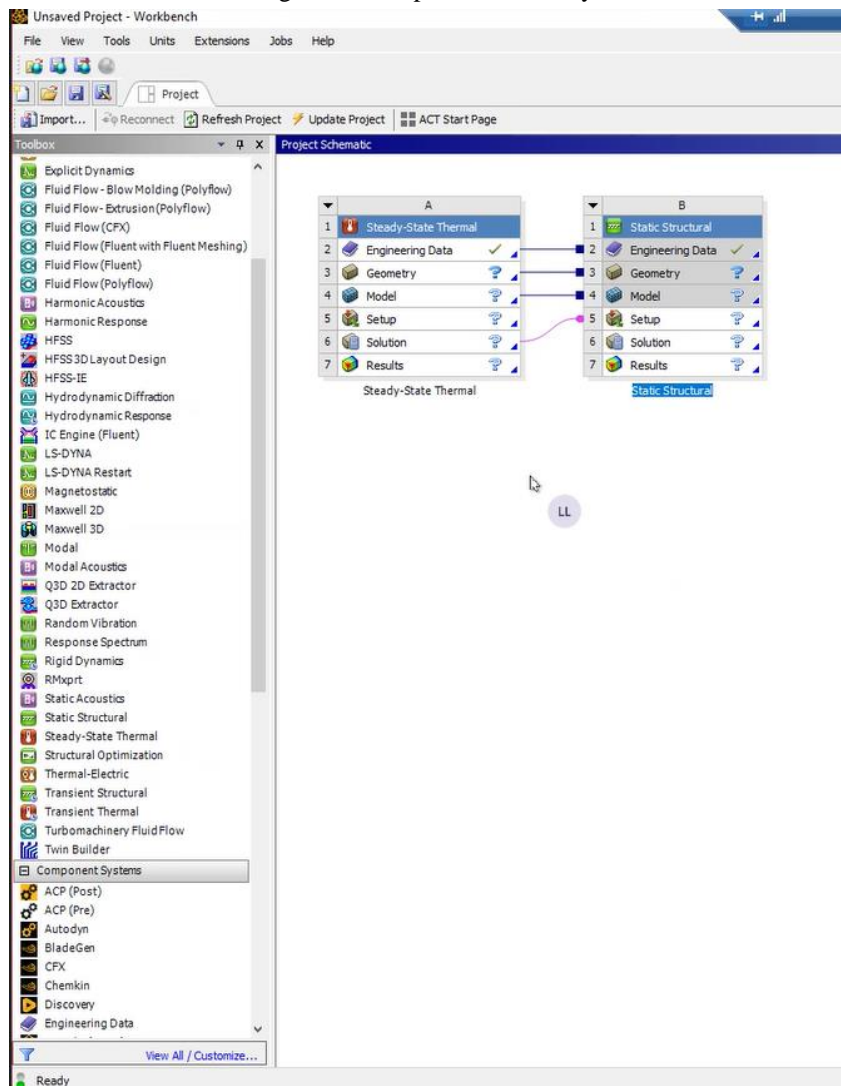 Unsaved Project - Workbench
File View Tools Units Extensions Jobs Help
Project
Import... Reconnect Refresh Project Update Project ACT Start Page
Toolbox
Explicit Dynamics
Fluid Flow - Blow Molding (Polyflow)
Fluid Flow - Extrusion (Polyflow)
Fluid Flow (CFX)
Fluid Flow (Fluent with Fluent Meshing)
Fluid Flow (Fluent)
Fluid Flow (Polyflow)
Harmonic Acoustics
Harmonic Response
HFSS
HFSS 3D Layout Design
HFSS-IE
Hydrodynamic Diffraction
Hydrodynamic Response
IC Engine (Fluent)
LS-DYNA
LS-DYNA Restart
Magnetostatic
Maxwell 2D
Maxwell 3D
Modal
Modal Acoustics
Q3D 2D Extractor
Q3D Extractor
Random Vibration
Response Spectrum
Rigid Dynamics
RMxprt
Static Acoustics
Static Structural
Steady-State Thermal
Structural Optimization
Thermal-Electric
Transient Structural
Transient Thermal
Turbomachinery Fluid Flow
Twin Builder
Component Systems
ACP (Post)
ACP (Pre)
Autodyn
BladeGen
CFX
Chemkin
Discovery
Engineering Data
View All / Customize...
Ready
Project Schematic
A
1 Steady-State Thermal
2 Engineering Data
3 Geometry
4 Model
5 Setup
6 Solution
7 Results
Steady-State Thermal
B
1 Static Structural
2 Engineering Data
3 Geometry
4 Model
5 Setup
6 Solution
7 Results
Static Structural
LL